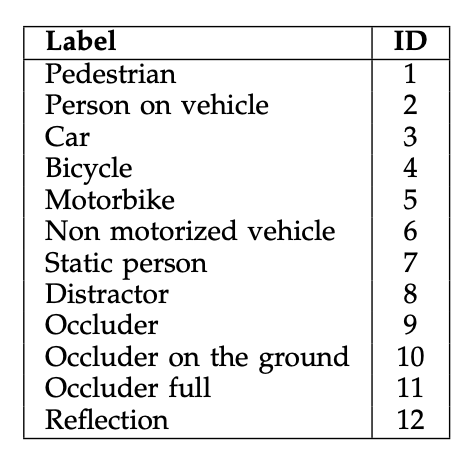 Label ID
Pedestrian 1
Person on vehicle 2
Car 3
Bicycle 4
Motorbike 5
Non motorized vehicle 6
Static person 7
Distractor 8
Occluder 9
Occluder on the ground 10
Occluder full 11
Reflection 12